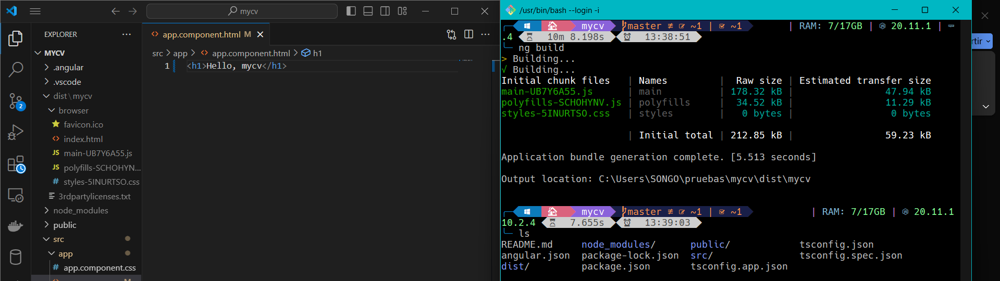 mycv
EXPLORER
MYCV
.angular
.vscode
dist\mycv
browser
favicon.ico
index.html
JS main-UB7Y6A55.js
JS polyfills-SCHOHYN...
# styles-5INURTSO.css
3rdpartylicenses.txt
node_modules
public
src
app
# app.component.css
M
2
app.component.html M
src > app > app.component.html > h1
1 <h1>Hello, mycv</h1>
/usr/bin/bash --login -i
mycv master ≢ ~1 | ~1 | RAM: 7/17GB | 20.11.1 |
.4 10m 8.198s 13:38:51
ng build
> Building...
√ Building...
Initial chunk files | Names | Raw size | Estimated transfer size
main-UB7Y6A55.js | main | 178.32 kB | 47.94 kB
polyfills-SCHOHYNV.js | polyfills | 34.52 kB | 11.29 kB
styles-5INURTSO.css | styles | 0 bytes | 0 bytes
| Initial total | 212.85 kB | 59.23 kB
Application bundle generation complete. [5.513 seconds]
Output location: C:\Users\SONGO\pruebas\mycv\dist\mycv
mycv master ≢ ~1 | ~1 | RAM: 7/17GB | 20.11.1
10.2.4 7.655s 13:39:03
ls
README.md node_modules/ public/ tsconfig.json
angular.json package-lock.json src/ tsconfig.spec.json
dist/ package.json tsconfig.app.json
rtir